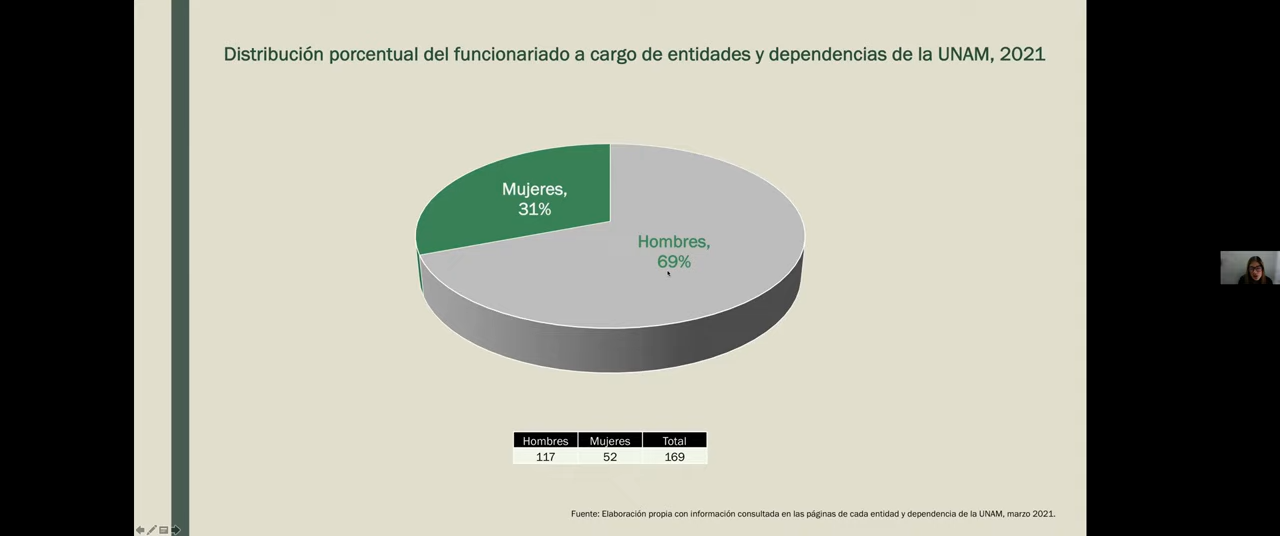 Distribución porcentual del funcionariado a cargo de entidades y dependencias de la UNAM, 2021
Mujeres,
31%
Hombres,
69%
Hombres Mujeres Total
117 52 169
Fuente: Elaboración propia con información consultada en las páginas de cada entidad y dependencia de la UNAM, marzo 2021.